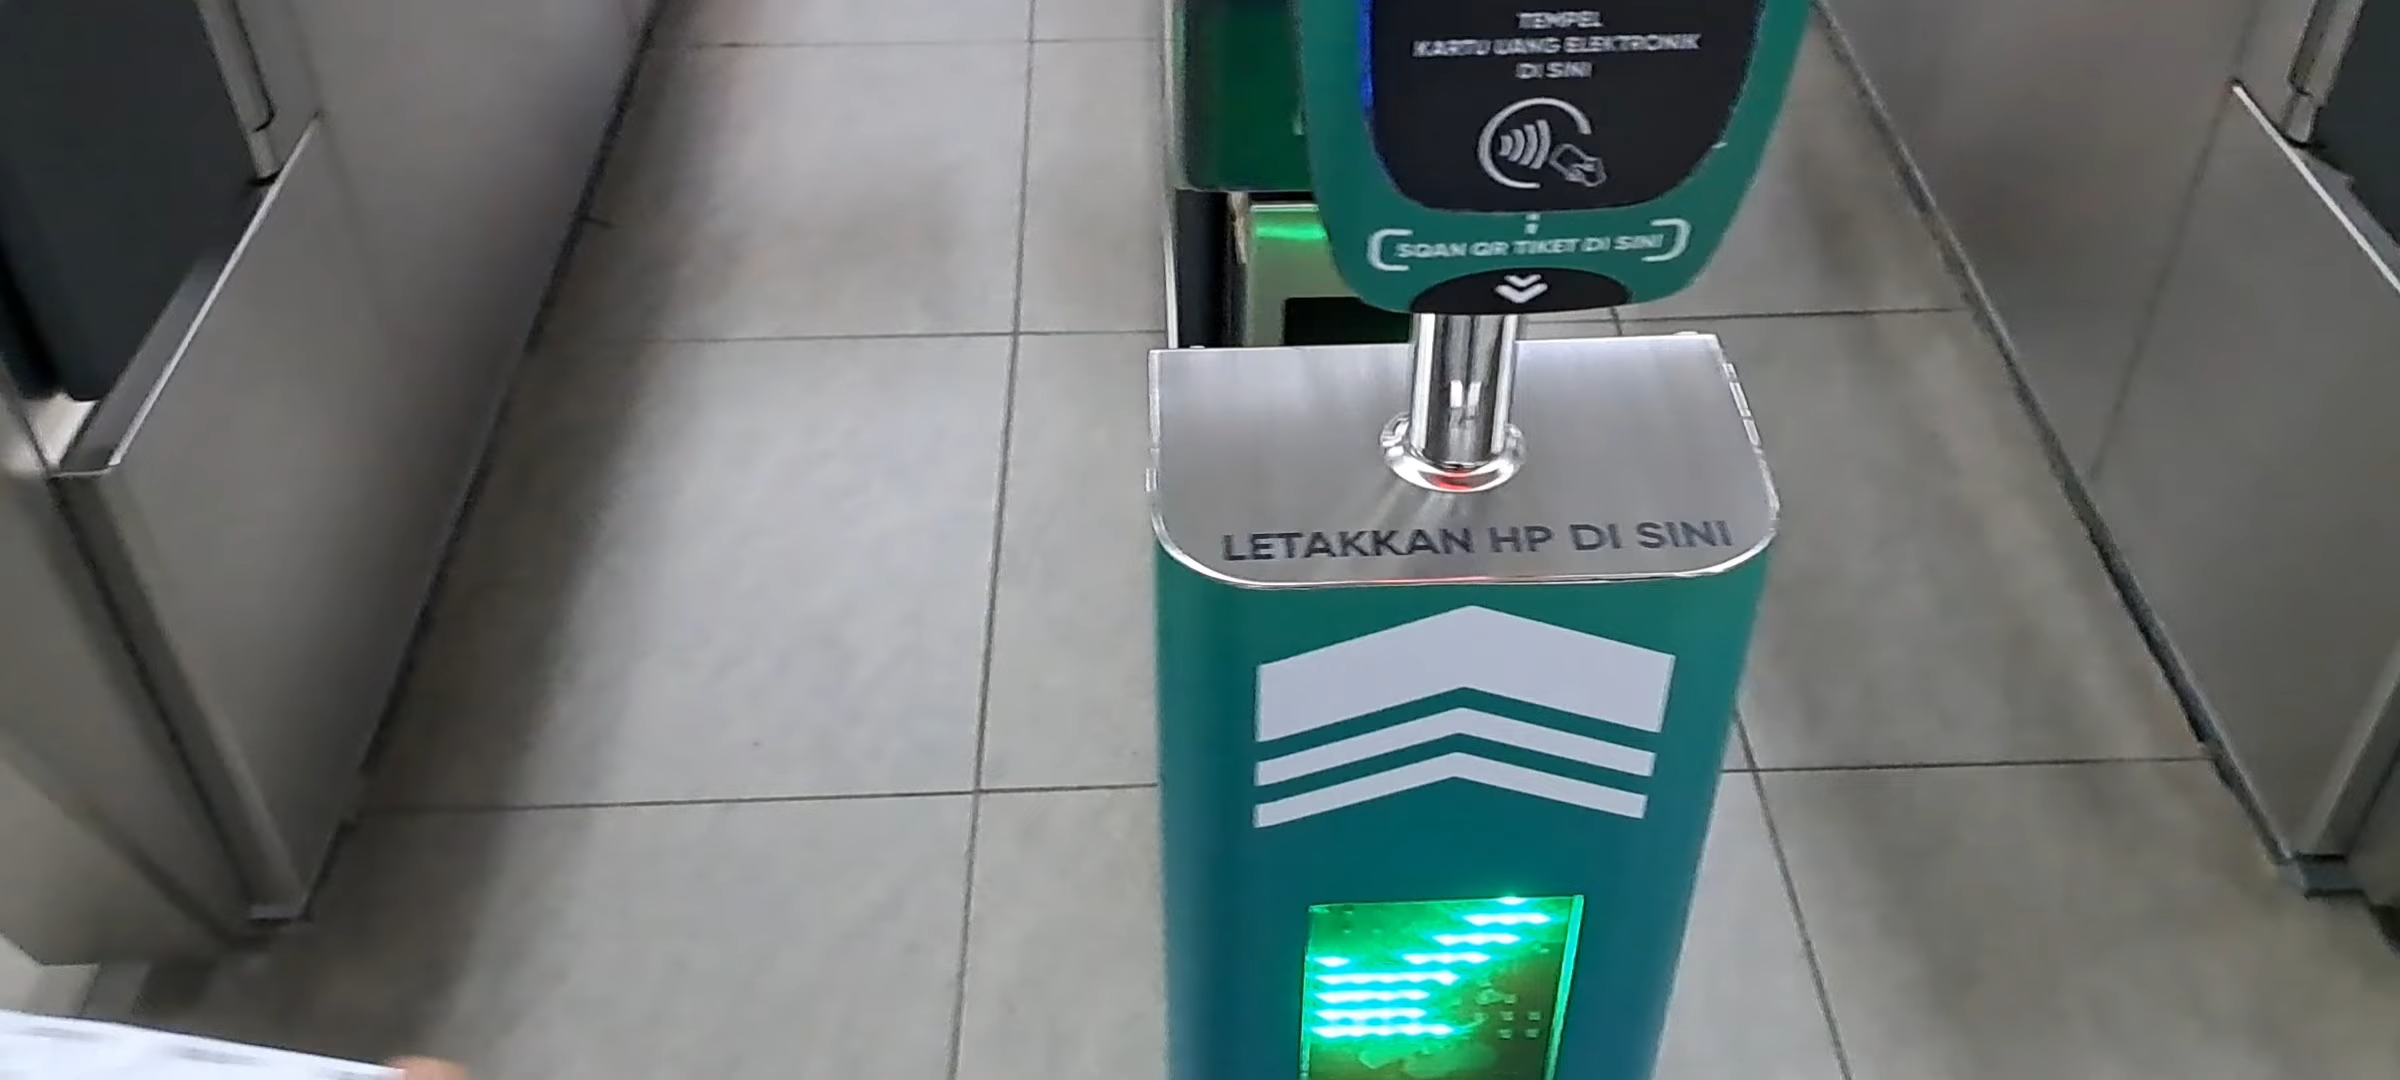 TEMPEL
KARTU UANG ELEKTRONIK
DI SINI
SCAN QR TIKET DI SINI
LETAKKAN HP DI SINI